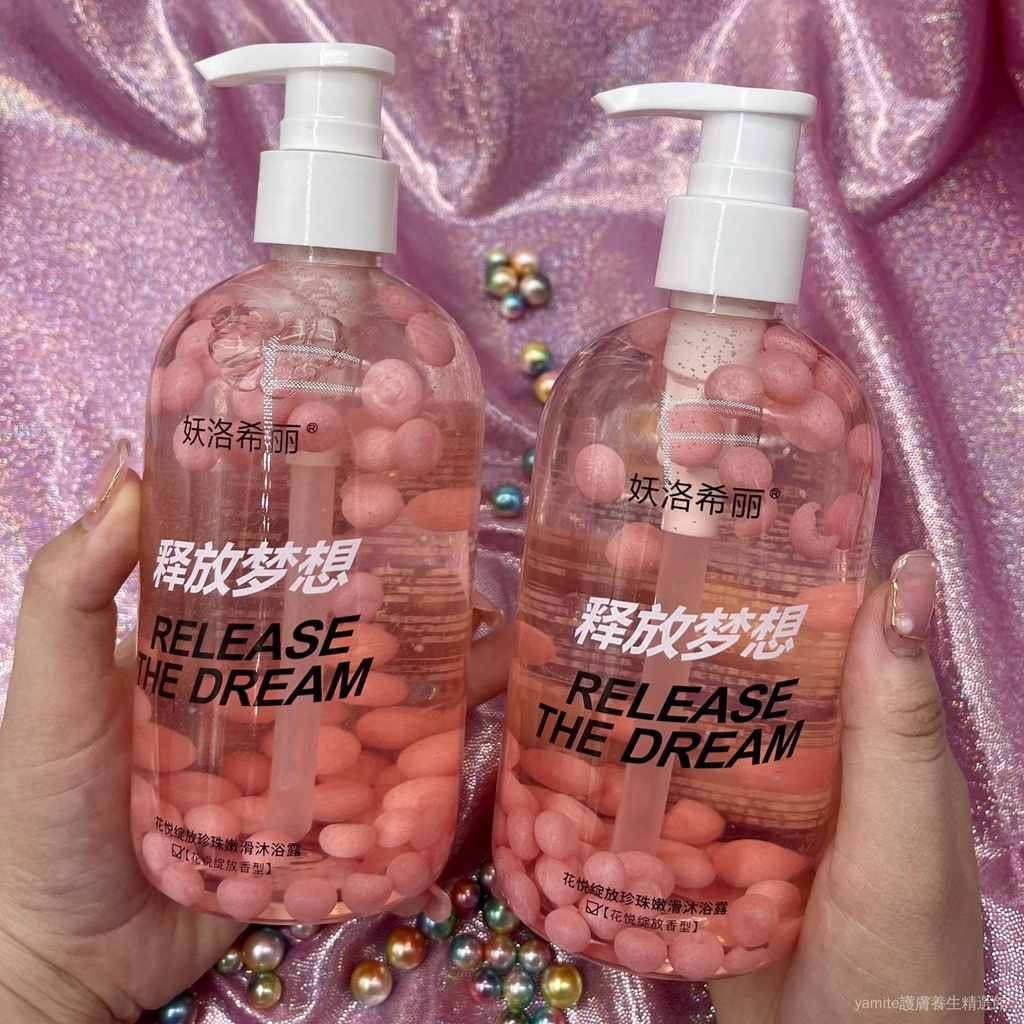 妖洛希丽®
释放梦想
RELEASE
THE DREAM
花悦绽放珍珠嫩滑沐浴露
【花悦绽放香型】
妖洛希丽®
释放梦想
RELEASE
THE DREAM
花悦绽放珍珠嫩滑沐浴露
【花悦绽放香型】
yamite護膚養生精選